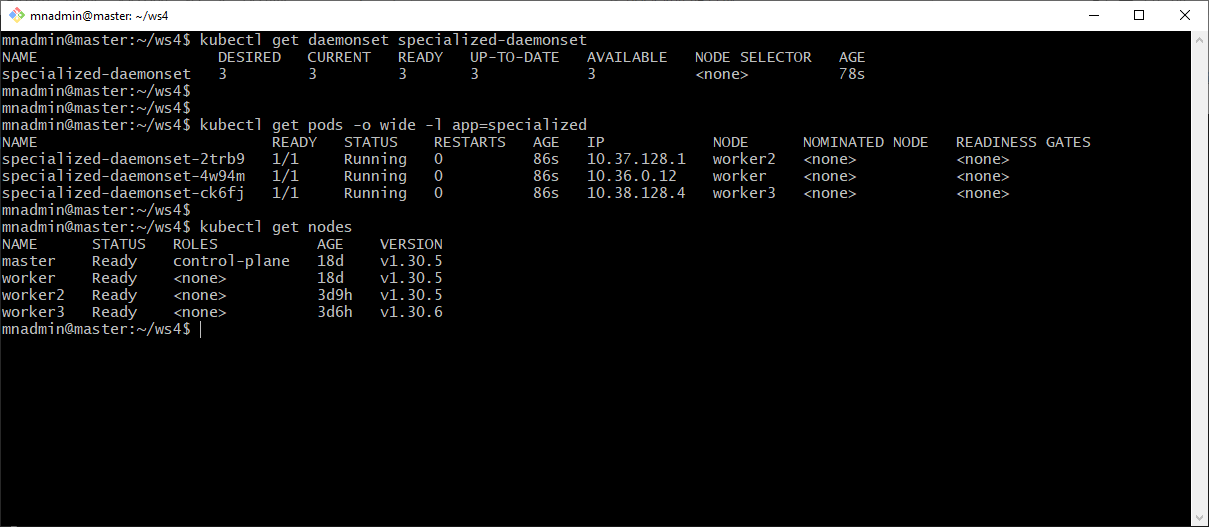 mnadmin@master: ~/ws4
mnadmin@master:~/ws4$ kubectl get daemonset specialized-daemonset
NAME                    DESIRED   CURRENT   READY   UP-TO-DATE   AVAILABLE   NODE SELECTOR   AGE
specialized-daemonset   3         3         3       3            3           <none>          78s
mnadmin@master:~/ws4$
mnadmin@master:~/ws4$
mnadmin@master:~/ws4$ kubectl get pods -o wide -l app=specialized
NAME                          READY   STATUS    RESTARTS   AGE   IP            NODE      NOMINATED NODE   READINESS GATES
specialized-daemonset-2trb9   1/1     Running   0          86s   10.37.128.1   worker2   <none>           <none>
specialized-daemonset-4w94m   1/1     Running   0          86s   10.36.0.12    worker    <none>           <none>
specialized-daemonset-ck6fj   1/1     Running   0          86s   10.38.128.4   worker3   <none>           <none>
mnadmin@master:~/ws4$
mnadmin@master:~/ws4$ kubectl get nodes
NAME      STATUS   ROLES           AGE    VERSION
master    Ready    control-plane   18d    v1.30.5
worker    Ready    <none>          18d    v1.30.5
worker2   Ready    <none>          3d9h   v1.30.5
worker3   Ready    <none>          3d6h   v1.30.6
mnadmin@master:~/ws4$